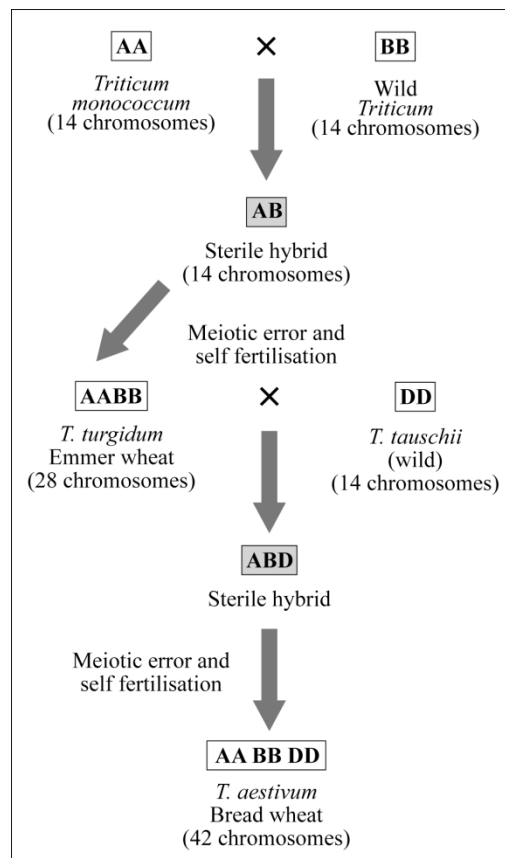 AA × BB
Triticum
monococcum
(14 chromosomes)
Wild
Triticum
(14 chromosomes)
AB
Sterile hybrid
(14 chromosomes)
Meiotic error and
self fertilisation
AABB × DD
T. turgidum
Emmer wheat
(28 chromosomes)
T. tauschii
(wild)
(14 chromosomes)
ABD
Sterile hybrid
Meiotic error and
self fertilisation
AA BB DD
T. aestivum
Bread wheat
(42 chromosomes)